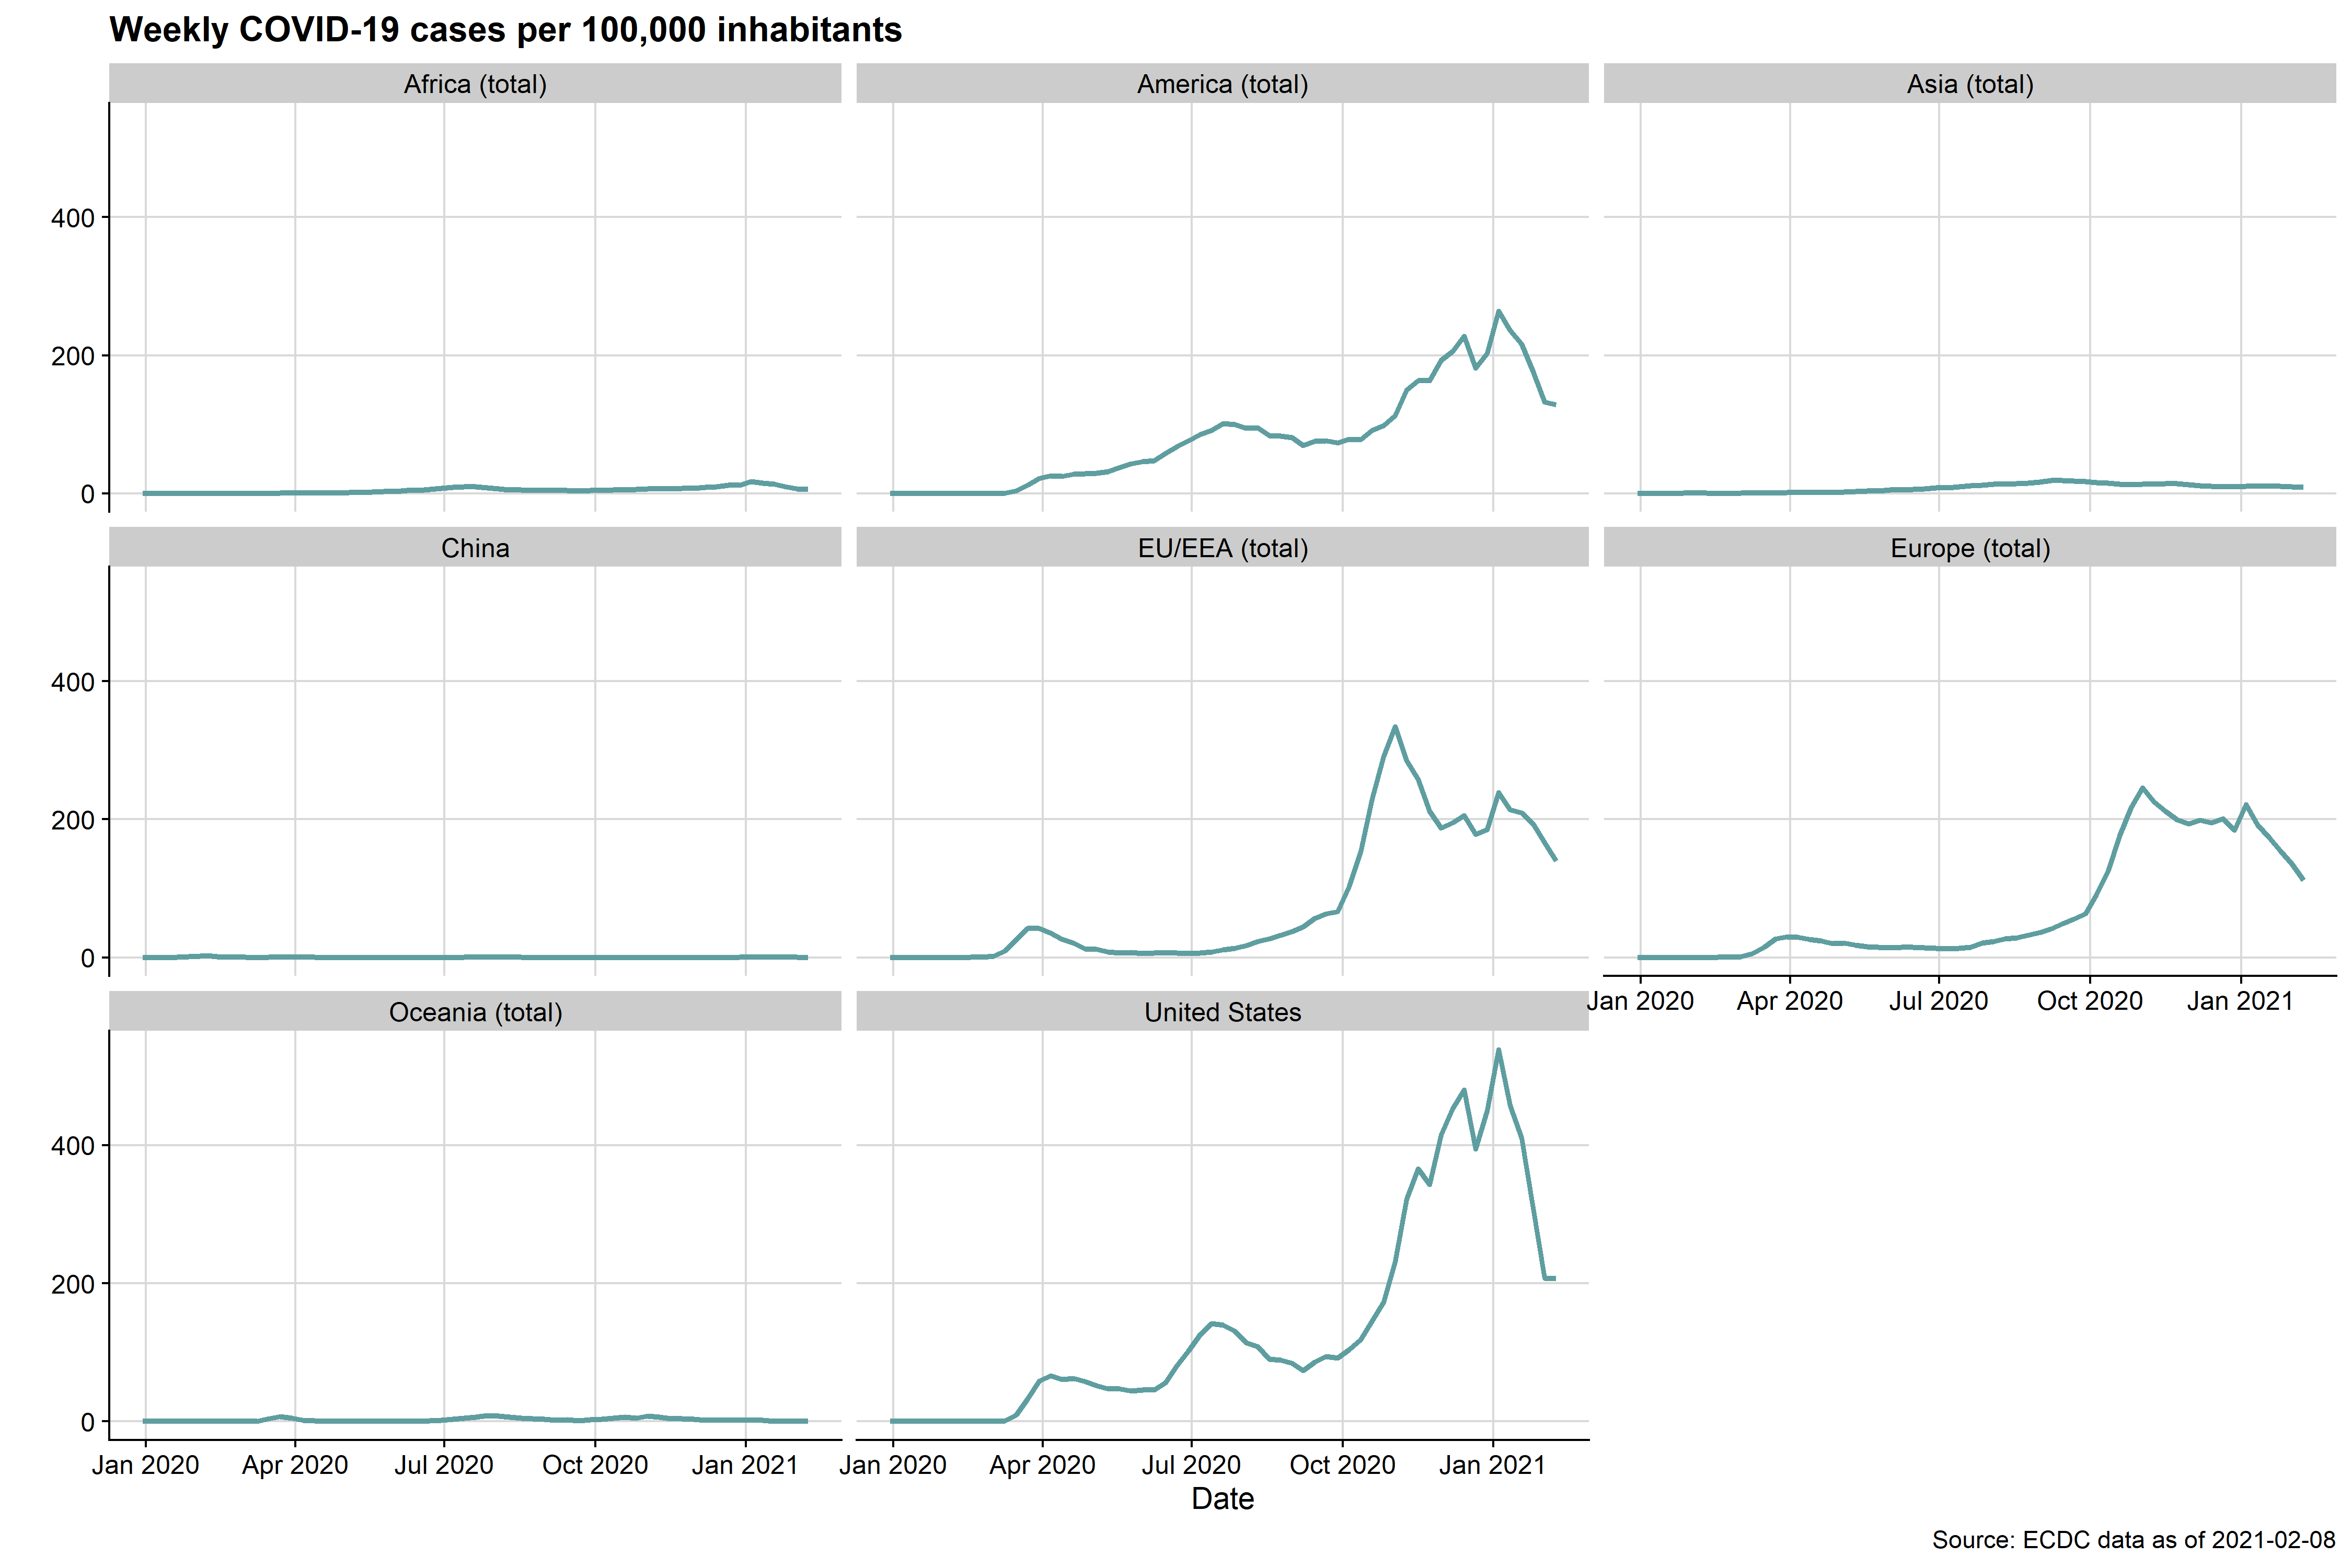 Weekly COVID-19 cases per 100,000 inhabitants
Africa (total)
America (total)
Asia (total)
400
200
0
China
EU/EEA (total)
Europe (total)
400
200
0
Jan 2020 Apr 2020 Jul 2020 Oct 2020 Jan 2021
Oceania (total)
United States
400
200
0
Jan 2020 Apr 2020 Jul 2020 Oct 2020 Jan 2021
Jan 2020 Apr 2020 Jul 2020 Oct 2020 Jan 2021
Date
Source: ECDC data as of 2021-02-08